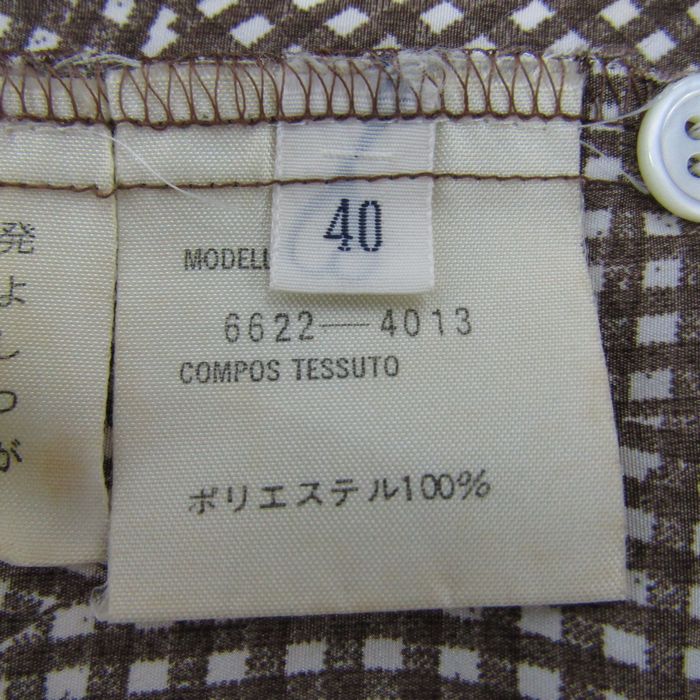 発
よ
し
つ
が
40
MODELL
6622—4013
COMPOS TESSUTO
ポリエステル100%